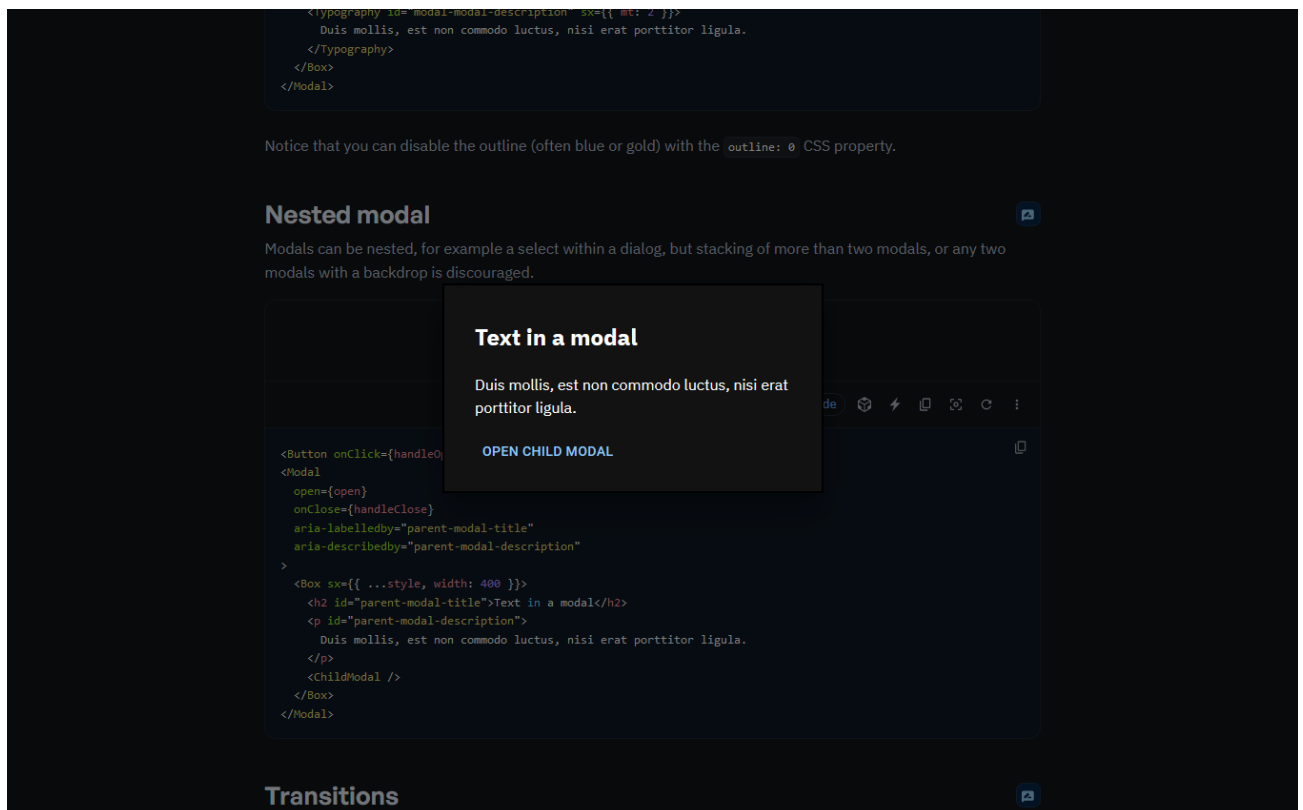 <Typography id="modal-modal-description" sx={{ mt: 2 }}>
Duis mollis, est non commodo luctus, nisi erat porttitor ligula.
</Typography>
</Box>
</Modal>
Notice that you can disable the outline (often blue or gold) with the outline: 0 CSS property.
Nested modal
Modals can be nested, for example a select within a dialog, but stacking of more than two modals, or any two
modals with a backdrop is discouraged.
Text in a modal
Duis mollis, est non commodo luctus, nisi erat
porttitor ligula.
OPEN CHILD MODAL
de
<Button onClick={handleOp
<Modal
open={open}
onClose={handleClose}
aria-labelledby="parent-modal-title"
aria-describedby="parent-modal-description"
>
<Box sx={{ ...style, width: 400 }}>
<h2 id="parent-modal-title">Text in a modal</h2>
<p id="parent-modal-description">
Duis mollis, est non commodo luctus, nisi erat porttitor ligula.
</p>
<ChildModal />
</Box>
</Modal>
Transitions